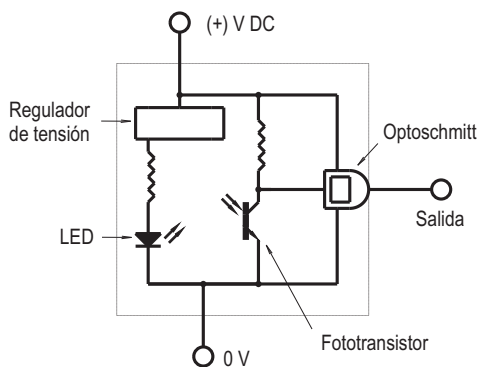 (+) V DC
Regulador
de tensión
Optoschmitt
LED
Salida
Fototransistor
0 V